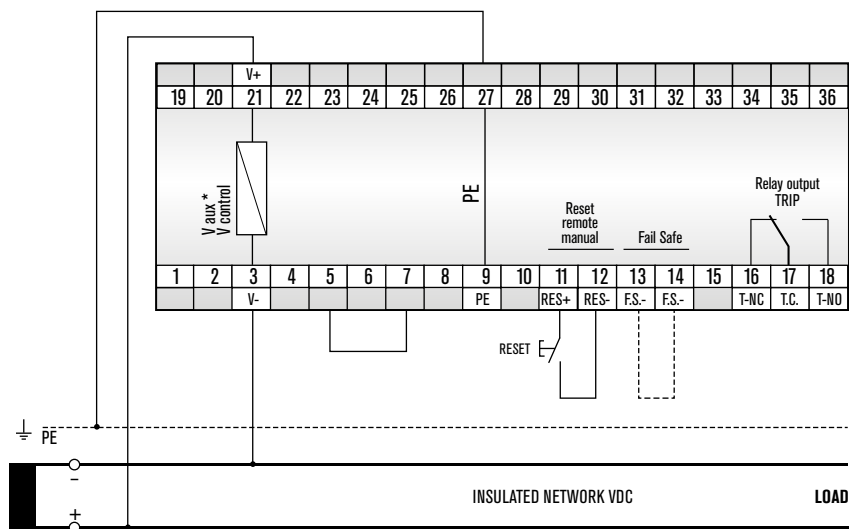 V+
19 20 21 22 23 24 25 26 27 28 29 30 31 32 33 34 35 36
V aux *
V control
PE
Reset
remote
manual
Fail Safe
Relay output
TRIP
1 2 3 4 5 6 7 8 9 10 11 12 13 14 15 16 17 18
V- PE RES+ RES- F.S.- F.S.- T-NC T.C. T-NO
RESET
PE
-
INSULATED NETWORK VDC LOAD
+